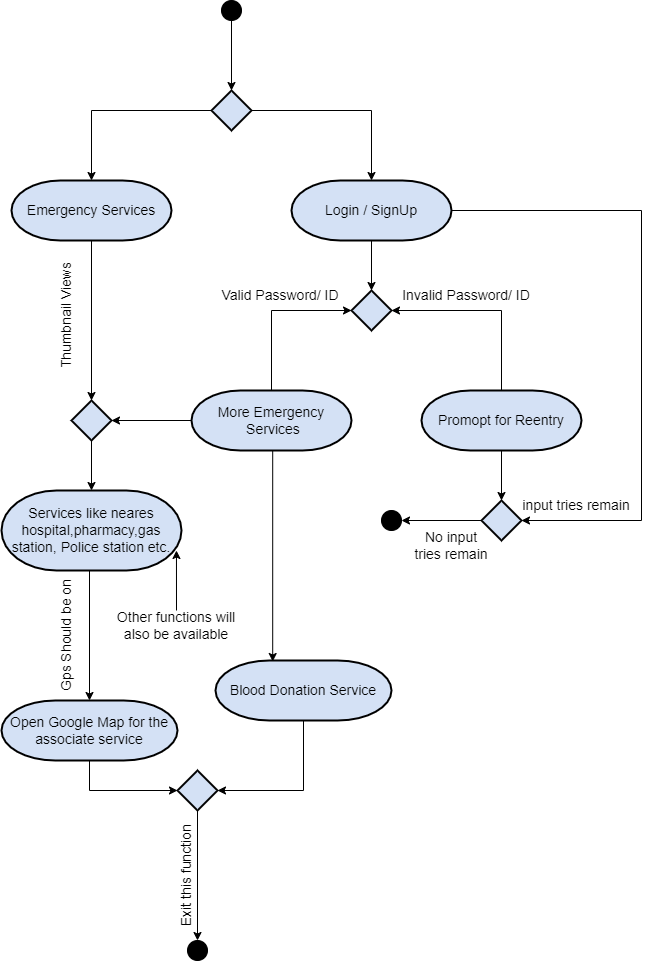 Emergency Services
Login / SignUp
Thumbnail Views
Valid Password/ ID
Invalid Password/ ID
More Emergency
Services
Promopt for Reentry
Services like neares
hospital,pharmacy,gas
station, Police station etc.
input tries remain
No input
tries remain
Gps Should be on
Other functions will
also be available
Blood Donation Service
Open Google Map for the
associate service
Exit this function